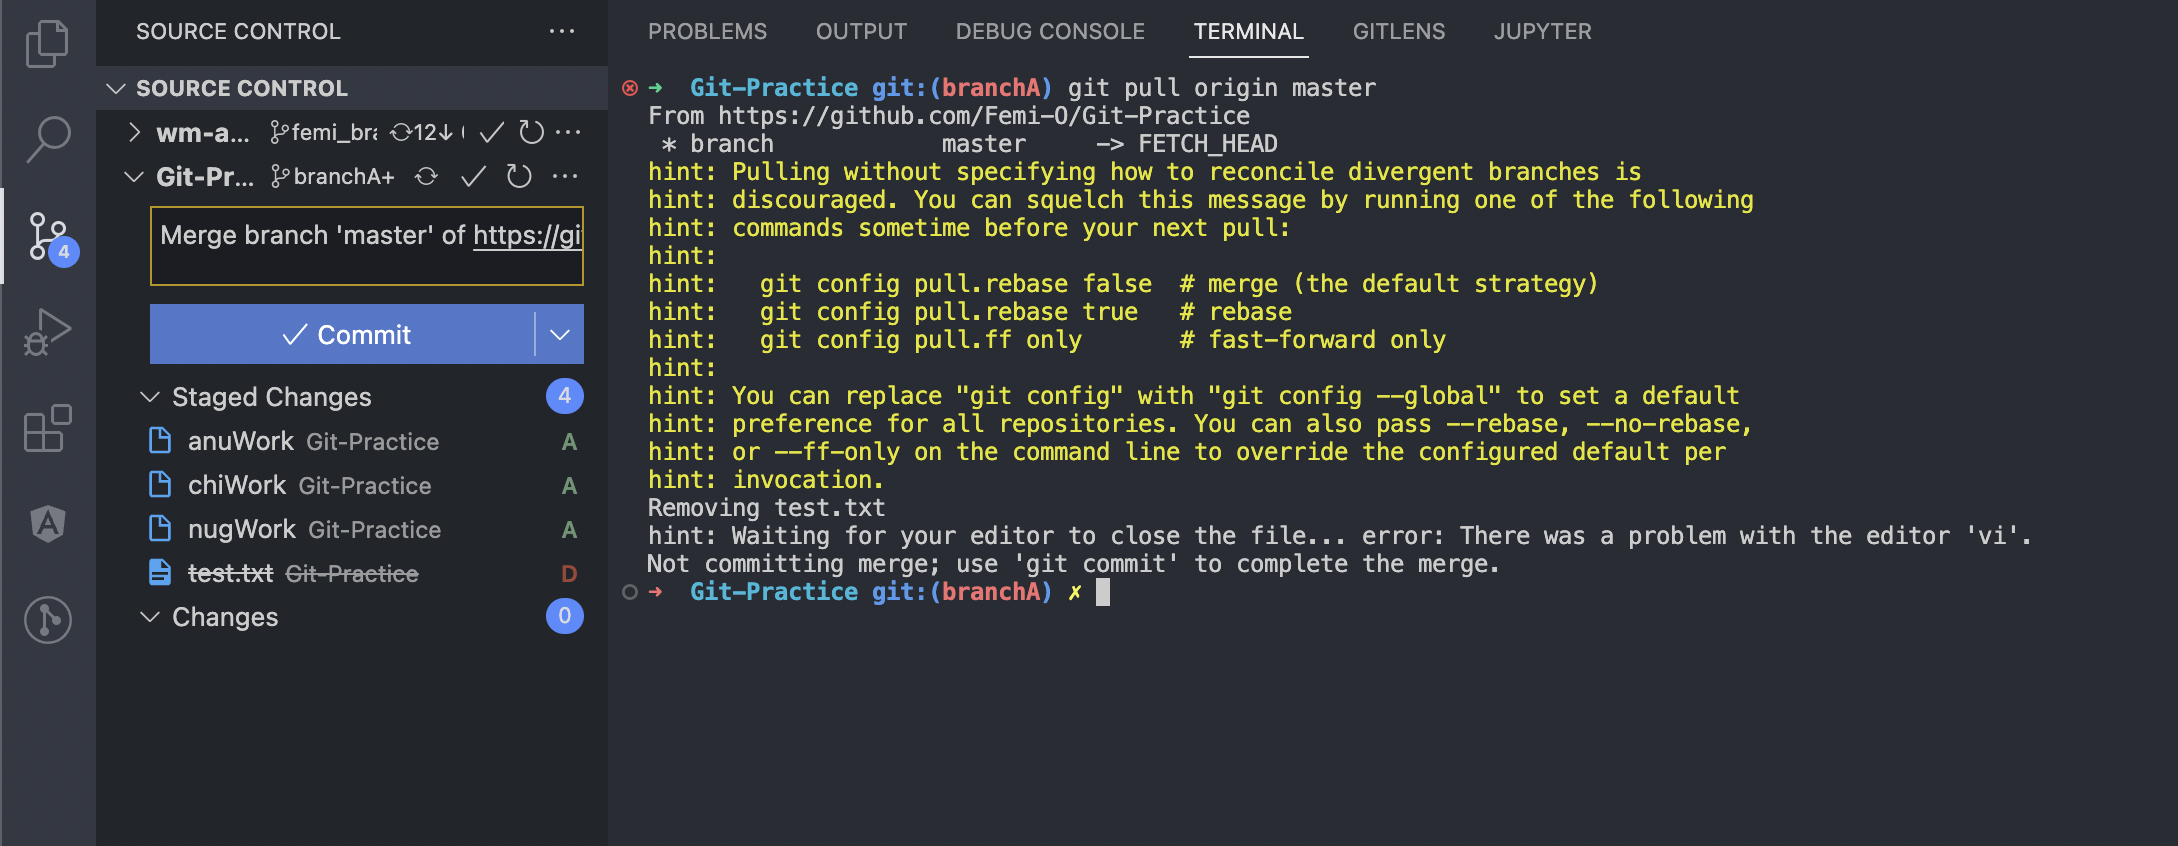 SOURCE CONTROL ...
SOURCE CONTROL
wm-a... femi_bra 12↓ ...
Git-Pr... branchA+ ...
Merge branch 'master' of https://gi
Commit
Staged Changes 4
anuWork Git-Practice A
chiWork Git-Practice A
nugWork Git-Practice A
test.txt Git-Practice D
Changes 0
4
PROBLEMS OUTPUT DEBUG CONSOLE TERMINAL GITLENS JUPYTER
➜ Git-Practice git:(branchA) git pull origin master
From https://github.com/Femi-O/Git-Practice
* branch master -> FETCH_HEAD
hint: Pulling without specifying how to reconcile divergent branches is
hint: discouraged. You can squelch this message by running one of the following
hint: commands sometime before your next pull:
hint:
hint: git config pull.rebase false # merge (the default strategy)
hint: git config pull.rebase true # rebase
hint: git config pull.ff only # fast-forward only
hint:
hint: You can replace "git config" with "git config --global" to set a default
hint: preference for all repositories. You can also pass --rebase, --no-rebase,
hint: or --ff-only on the command line to override the configured default per
hint: invocation.
Removing test.txt
hint: Waiting for your editor to close the file... error: There was a problem with the editor 'vi'.
Not committing merge; use 'git commit' to complete the merge.
➜ Git-Practice git:(branchA) ✗